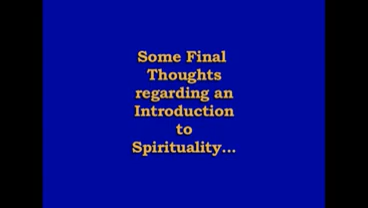 Some Final
Thoughts
regarding an
Introduction
to
Spirituality...